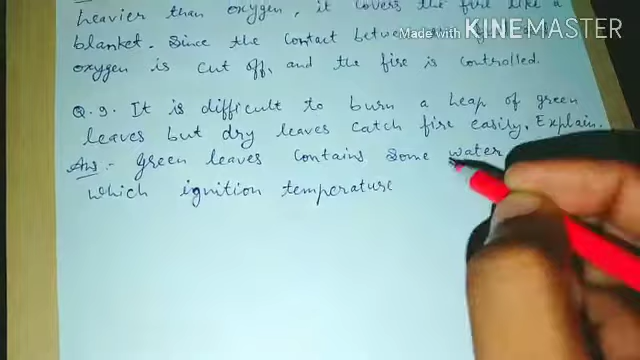 heavier than oxygen, it covers the fire like a
Made with KINEMASTER
blanket. Since the contact
oxygen is cut off, and the fire is controlled.
Q.9. It is difficult to burn a heap of green
leaves but dry leaves catch fire easily. Explain.
Ans:- Green leaves contains some water
which ignition temperature